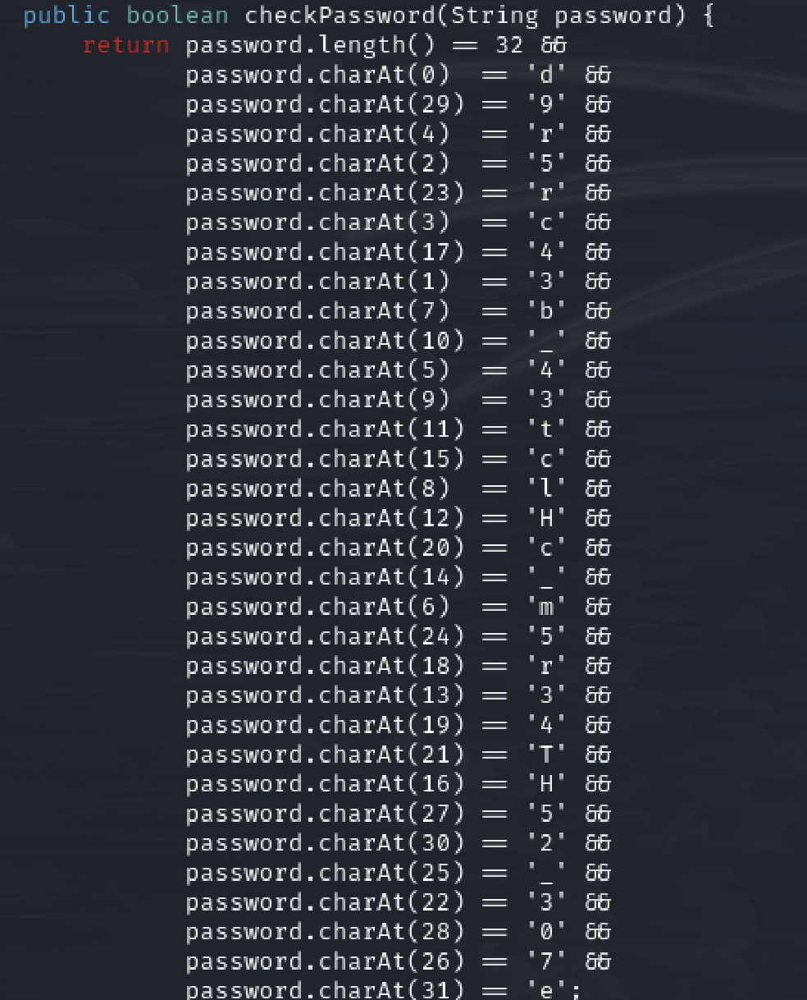 public boolean checkPassword(String password) {
return password.length() == 32 &&
password.charAt(0) == 'd' &&
password.charAt(29) == '9' &&
password.charAt(4) == 'r' &&
password.charAt(2) == '5' &&
password.charAt(23) == 'r' &&
password.charAt(3) == 'c' &&
password.charAt(17) == '4' &&
password.charAt(1) == '3' &&
password.charAt(7) == 'b' &&
password.charAt(10) == '_' &&
password.charAt(5) == '4' &&
password.charAt(9) == '3' &&
password.charAt(11) == 't' &&
password.charAt(15) == 'c' &&
password.charAt(8) == 'l' &&
password.charAt(12) == 'H' &&
password.charAt(20) == 'c' &&
password.charAt(14) == '_' &&
password.charAt(6) == 'm' &&
password.charAt(24) == '5' &&
password.charAt(18) == 'r' &&
password.charAt(13) == '3' &&
password.charAt(19) == '4' &&
password.charAt(21) == 'T' &&
password.charAt(16) == 'H' &&
password.charAt(27) == '5' &&
password.charAt(30) == '2' &&
password.charAt(25) == '_' &&
password.charAt(22) == '3' &&
password.charAt(28) == '0' &&
password.charAt(26) == '7' &&
password.charAt(31) == 'e';